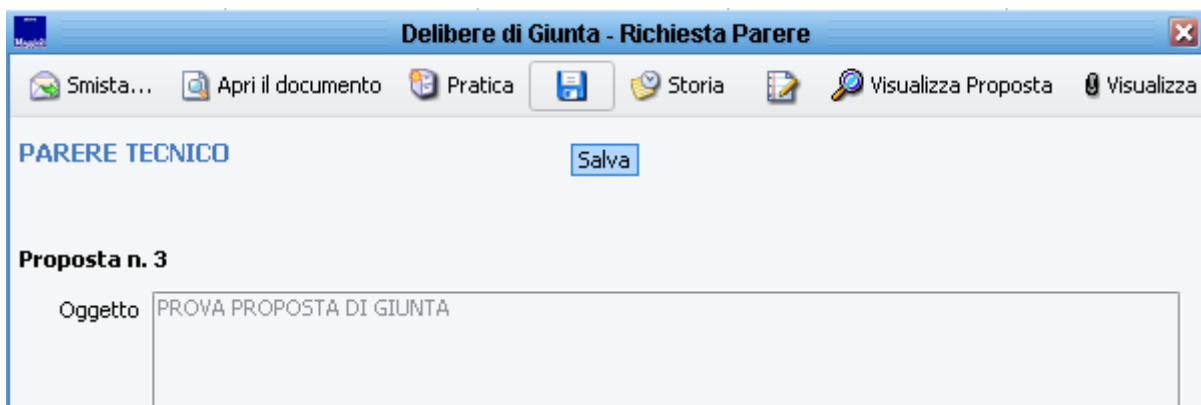 Delibere di Giunta - Richiesta Parere
Smista... Apri il documento Pratica Storia Visualizza Proposta Visualizza
PARERE TECNICO
Salva
Proposta n. 3
Oggetto PROVA PROPOSTA DI GIUNTA